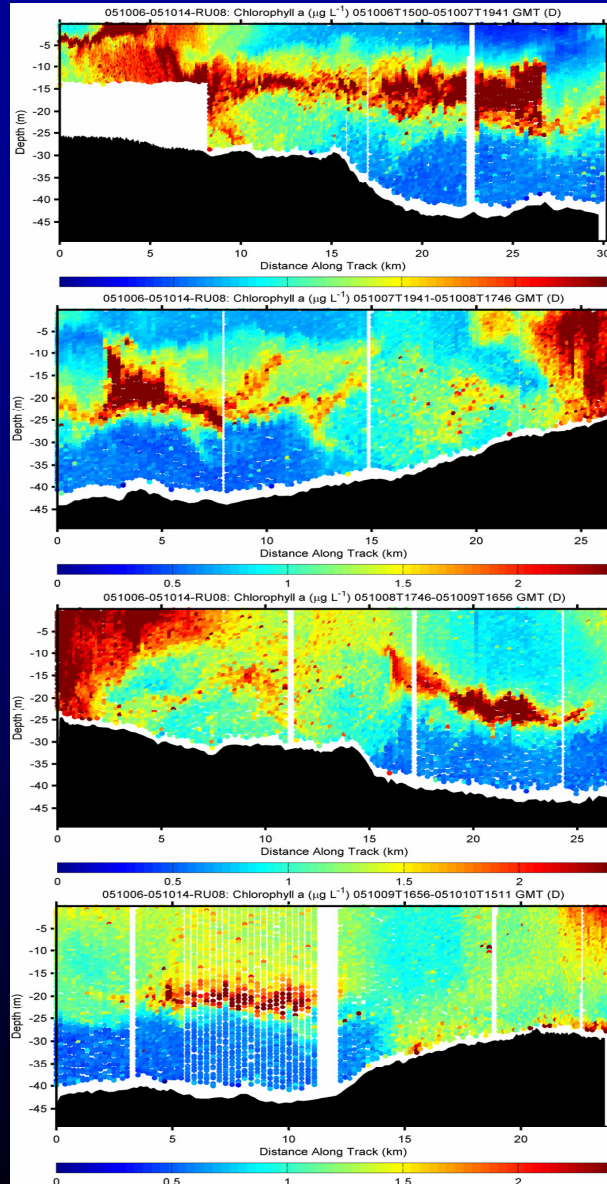 051006-051014-RU08: Chlorophyll a (μg L⁻¹) 051006T1500-051007T1941 GMT (D)
-5
-10
-15
-20
-25
-30
-35
-40
-45
Depth (m)
0 5 10 15 20 25 30
Distance Along Track (km)
051006-051014-RU08: Chlorophyll a (μg L⁻¹) 051007T1941-051008T1746 GMT (D)
-5
-10
-15
-20
-25
-30
-35
-40
-45
Depth (m)
0 5 10 15 20 25
Distance Along Track (km)
0 0.5 1 1.5 2
051006-051014-RU08: Chlorophyll a (μg L⁻¹) 051008T1746-051009T1656 GMT (D)
-5
-10
-15
-20
-25
-30
-35
-40
-45
Depth (m)
0 5 10 15 20 25
Distance Along Track (km)
0 0.5 1 1.5 2
051006-051014-RU08: Chlorophyll a (μg L⁻¹) 051009T1656-051010T1511 GMT (D)
-5
-10
-15
-20
-25
-30
-35
-40
-45
Depth (m)
0 5 10 15 20
Distance Along Track (km)
0 0.5 1 1.5 2